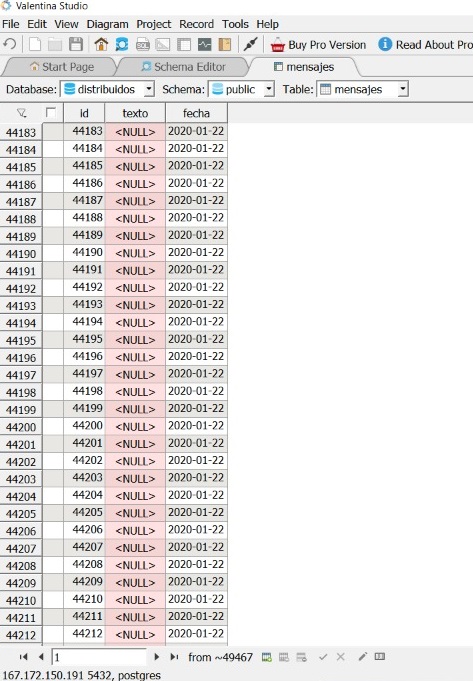 Valentina Studio
File Edit View Diagram Project Record Tools Help
Buy Pro Version Read About Pro
Start Page Schema Editor mensajes
Database: distribuidos Schema: public Table: mensajes
id texto fecha
44183 44183 <NULL> 2020-01-22
44184 44184 <NULL> 2020-01-22
44185 44185 <NULL> 2020-01-22
44186 44186 <NULL> 2020-01-22
44187 44187 <NULL> 2020-01-22
44188 44188 <NULL> 2020-01-22
44189 44189 <NULL> 2020-01-22
44190 44190 <NULL> 2020-01-22
44191 44191 <NULL> 2020-01-22
44192 44192 <NULL> 2020-01-22
44193 44193 <NULL> 2020-01-22
44194 44194 <NULL> 2020-01-22
44195 44195 <NULL> 2020-01-22
44196 44196 <NULL> 2020-01-22
44197 44197 <NULL> 2020-01-22
44198 44198 <NULL> 2020-01-22
44199 44199 <NULL> 2020-01-22
44200 44200 <NULL> 2020-01-22
44201 44201 <NULL> 2020-01-22
44202 44202 <NULL> 2020-01-22
44203 44203 <NULL> 2020-01-22
44204 44204 <NULL> 2020-01-22
44205 44205 <NULL> 2020-01-22
44206 44206 <NULL> 2020-01-22
44207 44207 <NULL> 2020-01-22
44208 44208 <NULL> 2020-01-22
44209 44209 <NULL> 2020-01-22
44210 44210 <NULL> 2020-01-22
44211 44211 <NULL> 2020-01-22
44212 44212 <NULL> 2020-01-22
1 from ~49467
167.172.150.191 5432, postgres